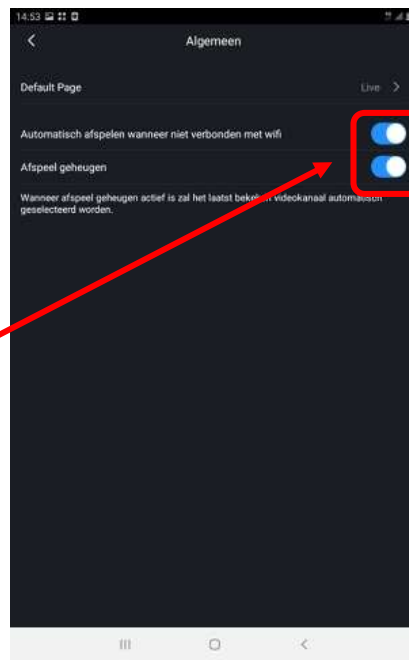 14:53
Algemeen
Default Page
Live
Automatisch afspelen wanneer niet verbonden met wifi
Afspeel geheugen
Wanneer afspeel geheugen actief is zal het laatst bekeken videokanaal automatisch
geselecteerd worden.